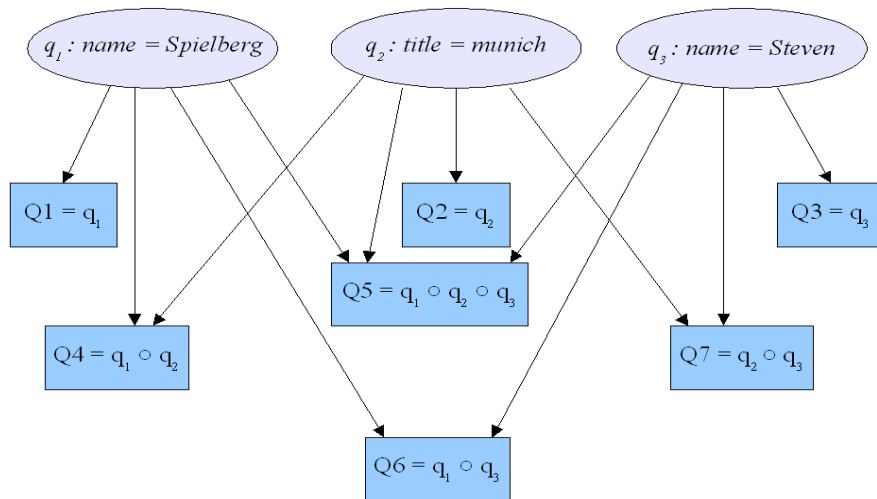 q₁ : name = Spielberg
q₂ : title = munich
q₃ : name = Steven
Q1 = q₁
Q2 = q₂
Q3 = q₃
Q5 = q₁ ○ q₂ ○ q₃
Q4 = q₁ ○ q₂
Q7 = q₂ ○ q₃
Q6 = q₁ ○ q₃